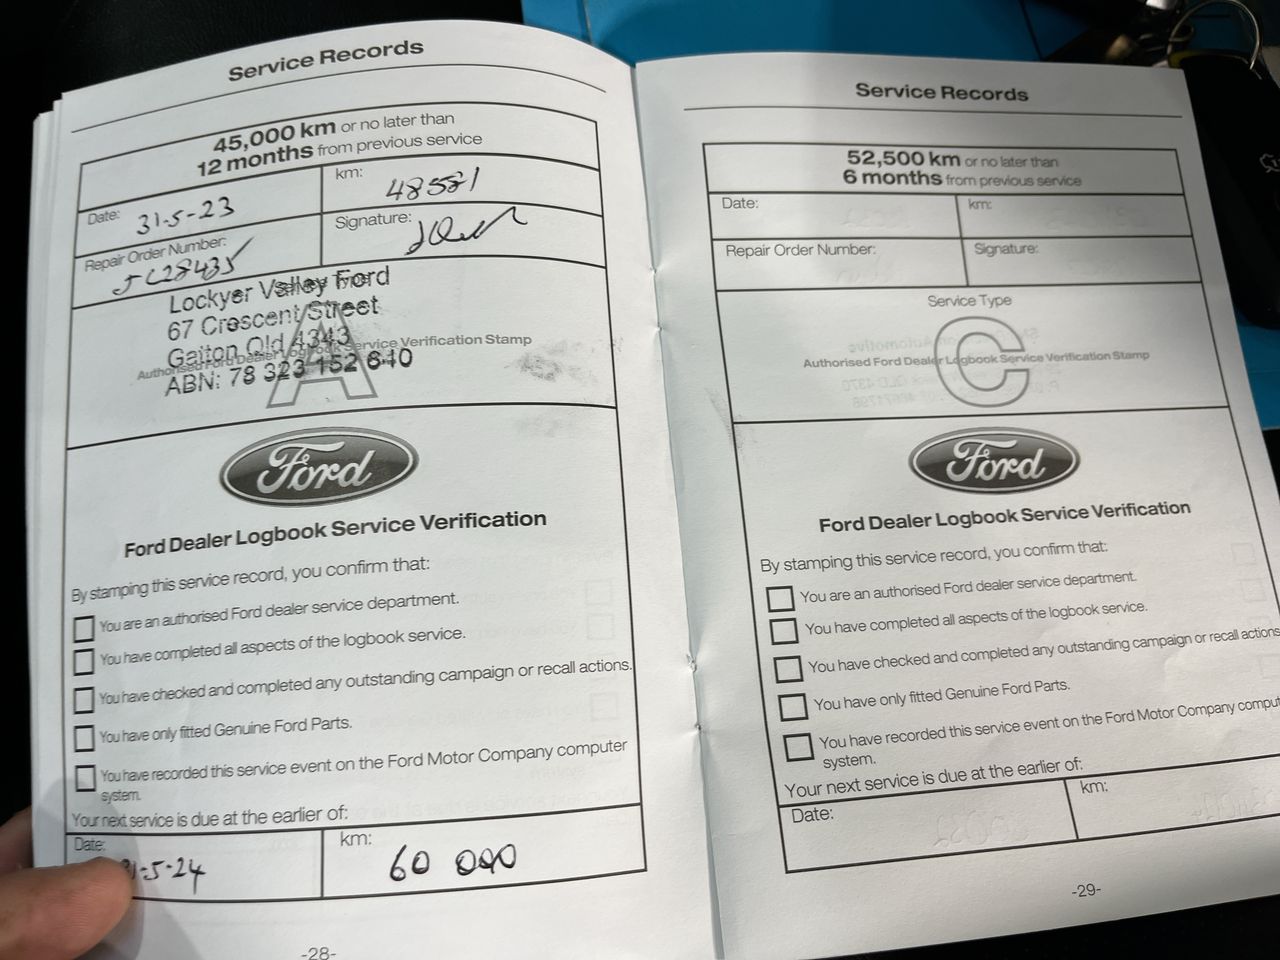 Service Records
45,000 km or no later than
12 months from previous service
Date: 31-5-23
km: 48581
Repair Order Number:
Signature:
Lockyer Valley Ford
67 Crescent Street
Gatton Qld 4343
Authorised Ford Dealer Logbook Service Verification Stamp
ABN: 78 323 152 640
A
Ford
Ford Dealer Logbook Service Verification
By stamping this service record, you confirm that:
You are an authorised Ford dealer service department.
You have completed all aspects of the logbook service.
You have checked and completed any outstanding campaign or recall actions.
You have only fitted Genuine Ford Parts.
You have recorded this service event on the Ford Motor Company computer
system.
Your next service is due at the earlier of:
Date: 31-5-24
km: 60 000
-28-
Service Records
52,500 km or no later than
6 months from previous service
Date:
km:
Repair Order Number:
Signature:
Service Type
Authorised Ford Dealer Logbook Service Verification Stamp
C
Ford
Ford Dealer Logbook Service Verification
By stamping this service record, you confirm that:
You are an authorised Ford dealer service department.
You have completed all aspects of the logbook service.
You have checked and completed any outstanding campaign or recall actions
You have only fitted Genuine Ford Parts.
You have recorded this service event on the Ford Motor Company comput
system.
Your next service is due at the earlier of:
Date:
km:
-29-